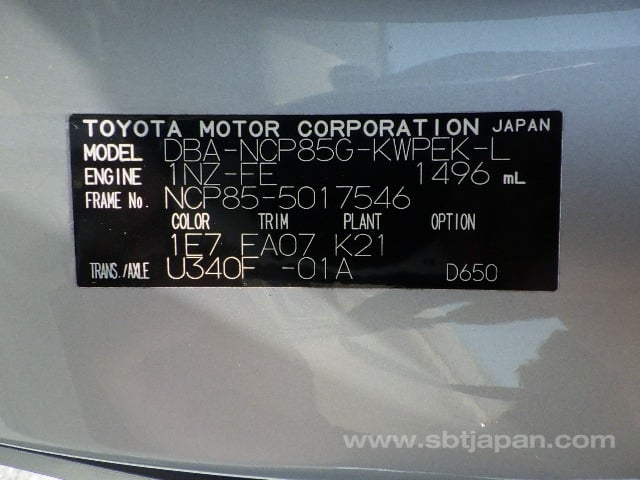 TOYOTA MOTOR CORPORATION JAPAN
MODEL DBA-NCP85G-KWPEK-L
ENGINE 1NZ-FE 1496 mL
FRAME No. NCP85-5017546
COLOR TRIM PLANT OPTION
1E7 FA07 K21
TRANS./AXLE U340F -01A D650
www.sbtjapan.com